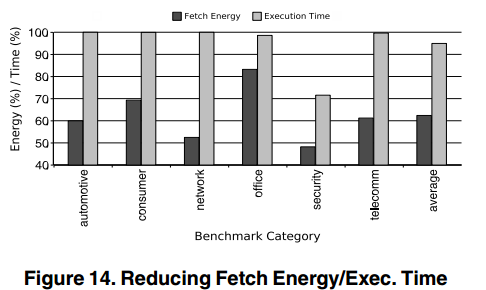 Fetch Energy Execution Time
Energy (%) / Time (%)
100
90
80
70
60
50
40
automotive
consumer
network
office
security
telecomm
average
Benchmark Category
Figure 14. Reducing Fetch Energy/Exec. Time